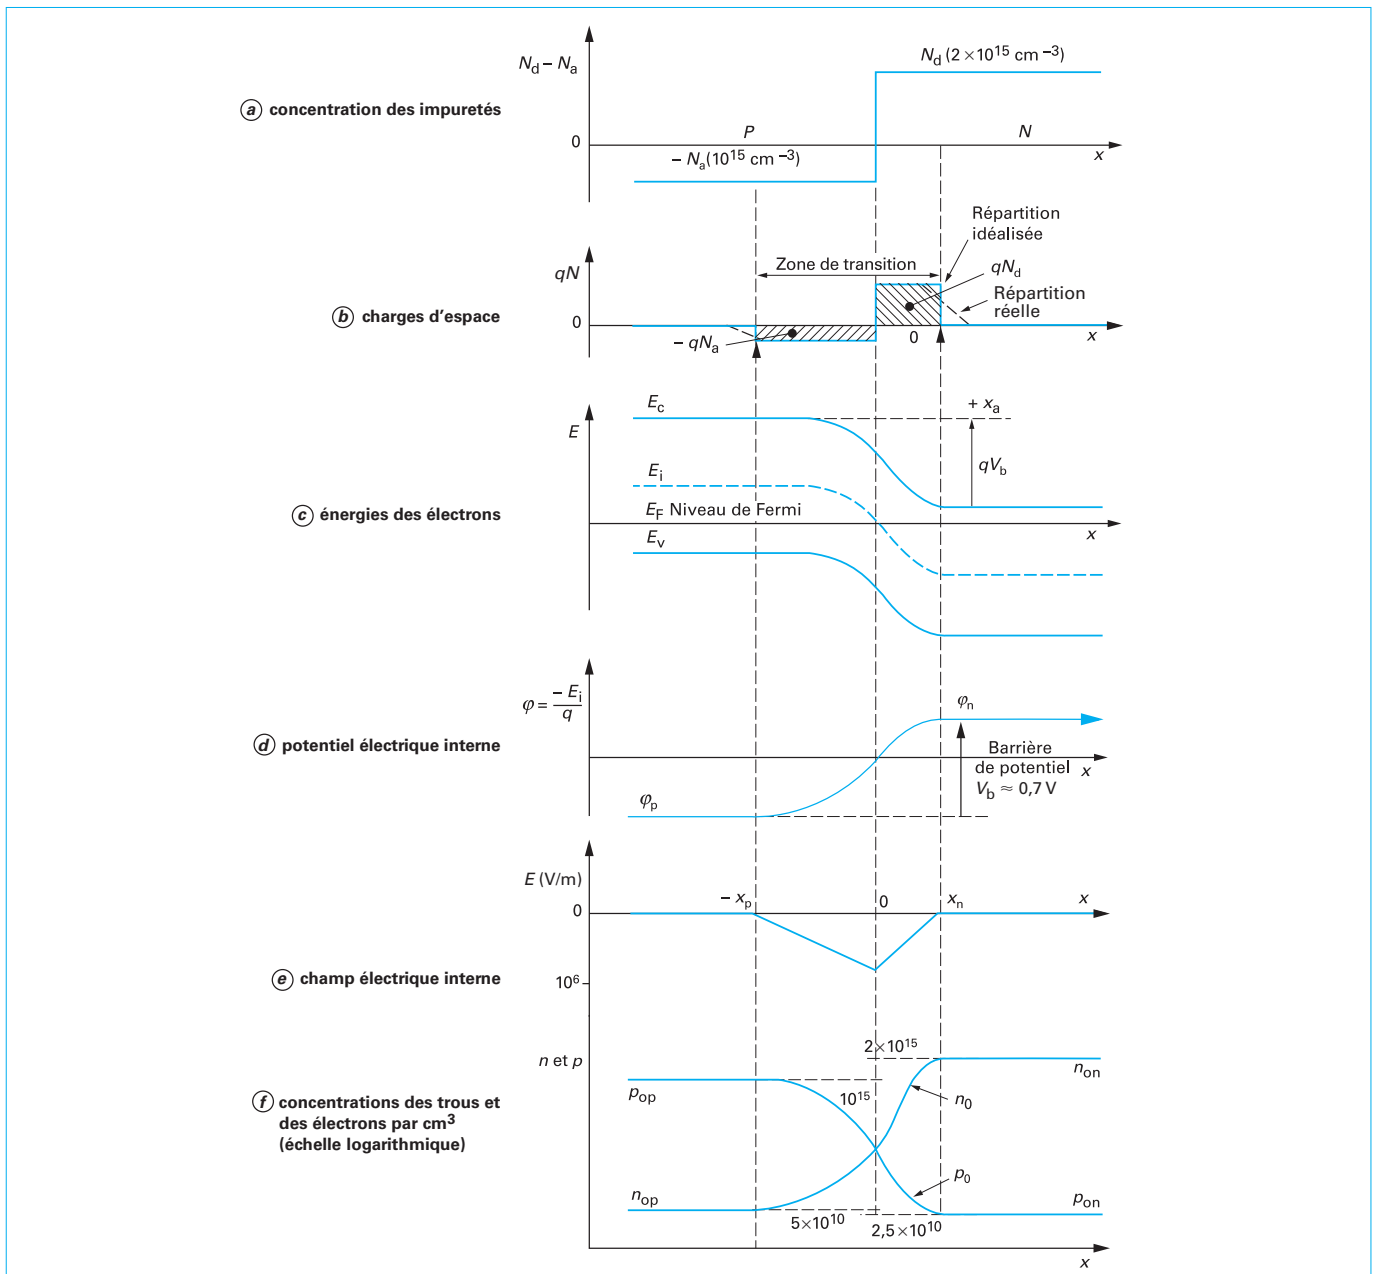 N_d – N_a
N_d (2 × 10^15 cm^–3)
ⓐ concentration des impuretés
P
N
0
x
– N_a (10^15 cm^–3)
Répartition
idéalisée
Zone de transition
qN
qN_d
Répartition
réelle
ⓑ charges d'espace
0
0
x
– qN_a
E_c
+ x_a
E
E_i
qV_b
ⓒ énergies des électrons
E_F Niveau de Fermi
x
E_v
φ = – E_i / q
φ_n
ⓓ potentiel électrique interne
Barrière
de potentiel
x
V_b ≈ 0,7 V
φ_p
E (V/m)
– x_p
0
x_n
x
0
ⓔ champ électrique interne
10^6
2 × 10^15
n et p
n_on
p_op
10^15
n_0
ⓕ concentrations des trous et
des électrons par cm^3
(échelle logarithmique)
p_0
n_op
p_on
5 × 10^10
2,5 × 10^10
x